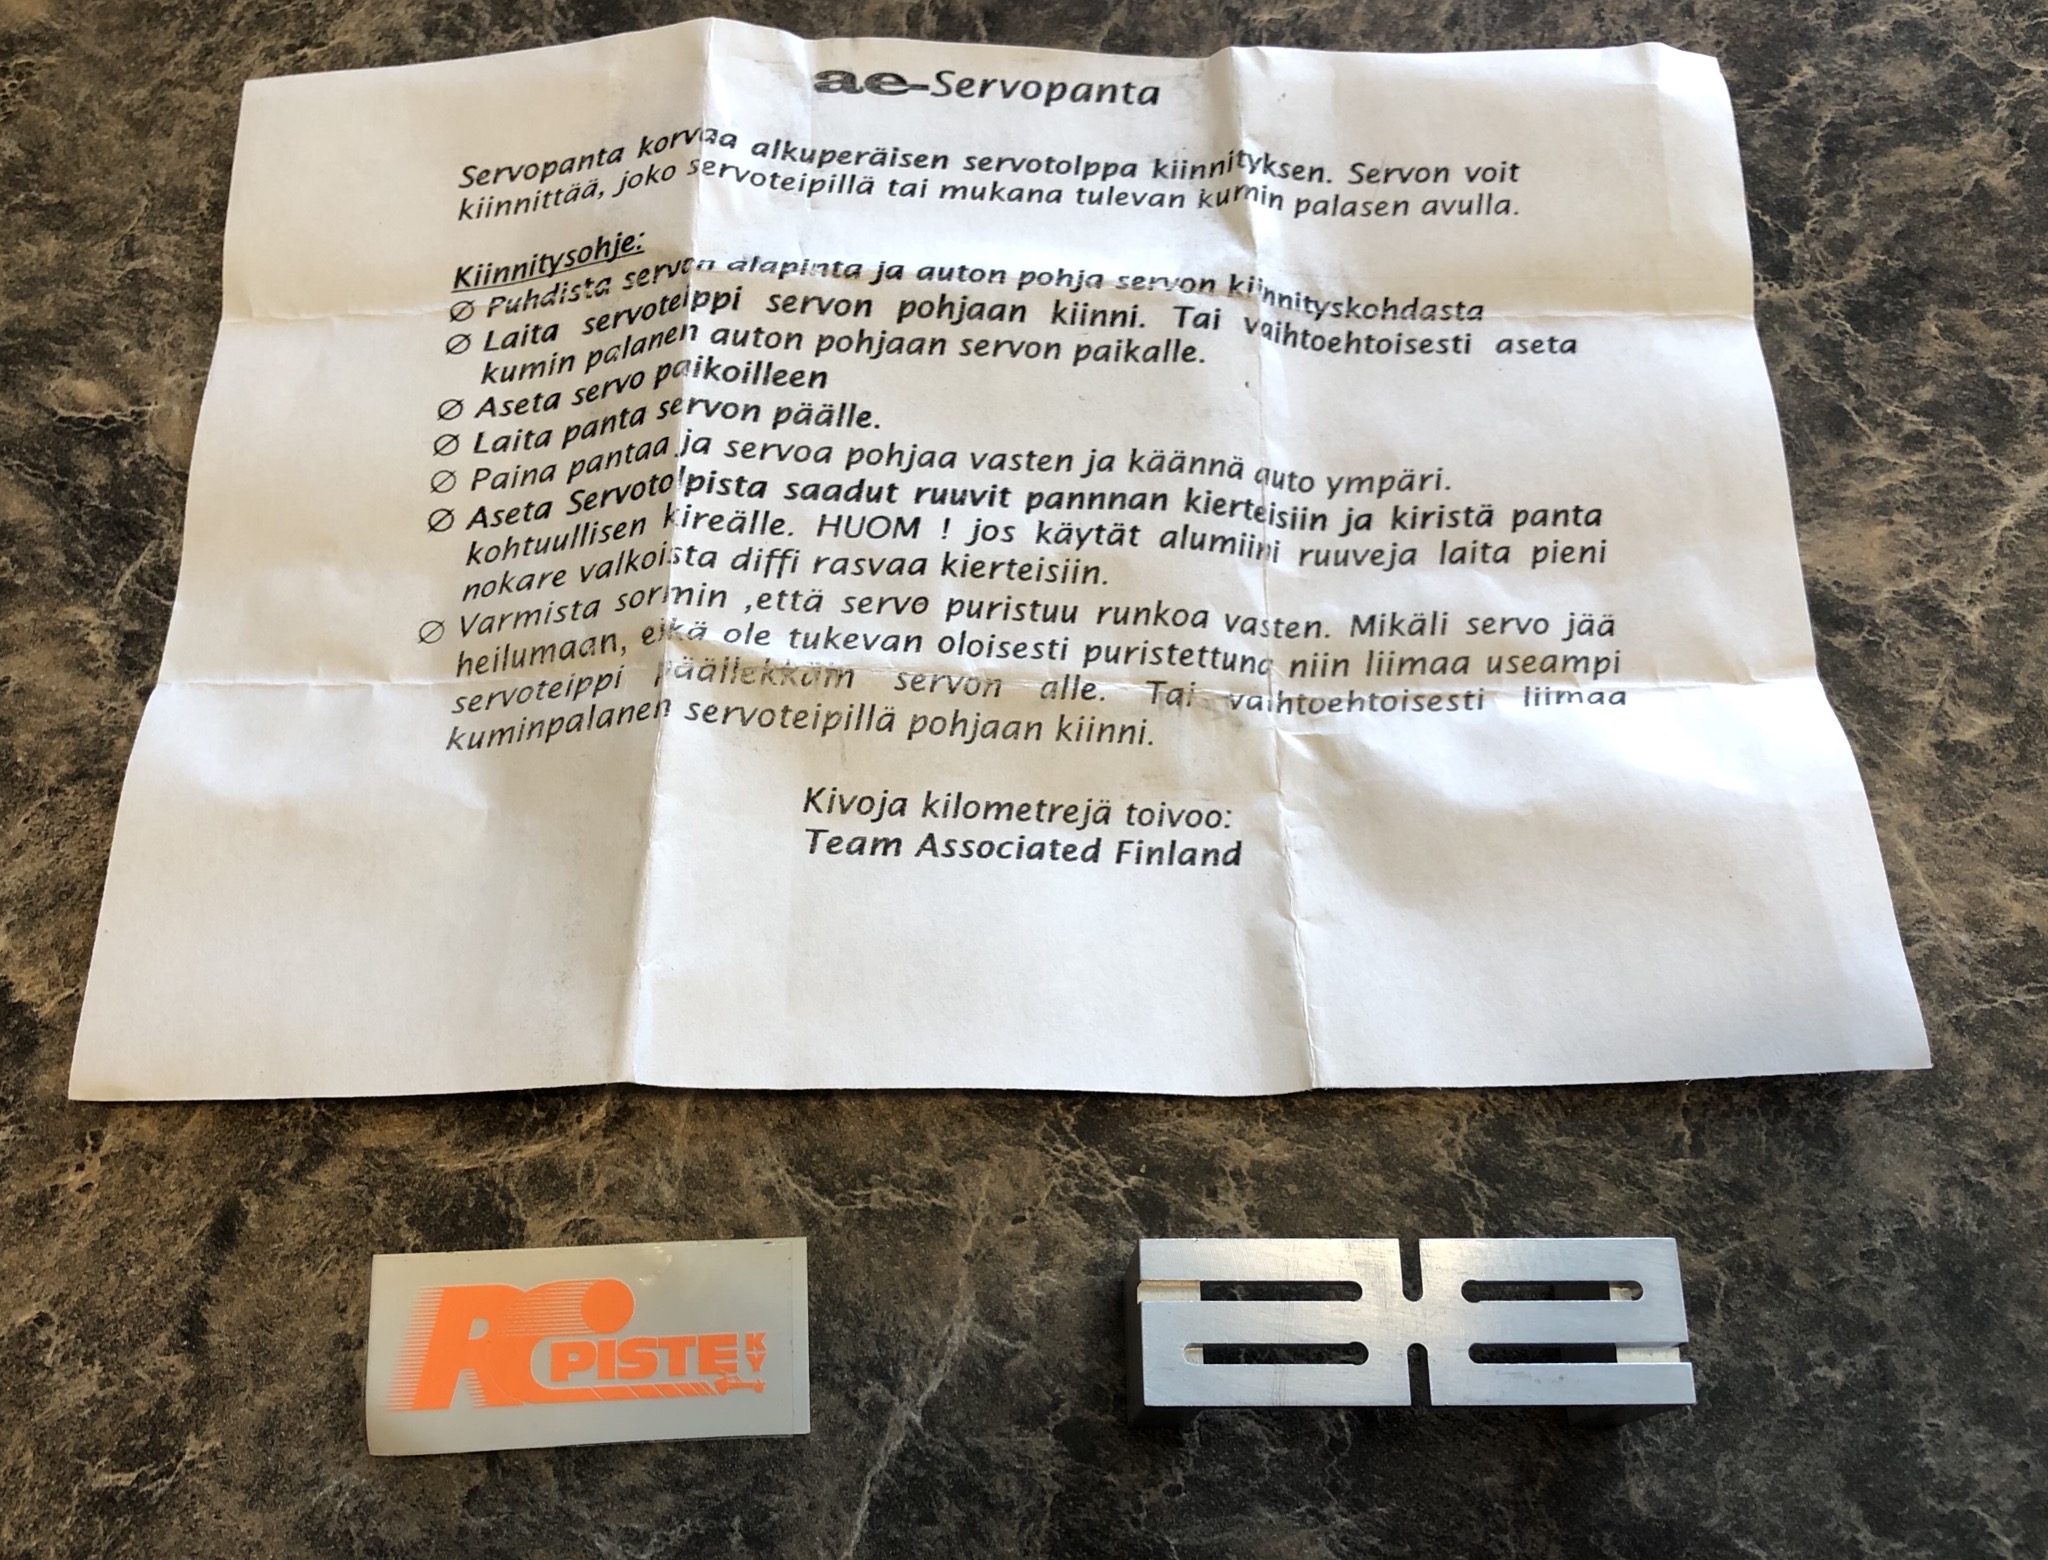 ae-Servopanta
Servopanta korvaa alkuperäisen servotolppa kiinnityksen. Servon voit
kiinnittää, joko servoteipillä tai mukana tulevan kumin palasen avulla.
Kiinnitysohje:
Ø Puhdista servon alapinta ja auton pohja servon kiinnityskohdasta
Ø Laita servoteippi servon pohjaan kiinni. Tai vaihtoehtoisesti aseta
kumin palanen auton pohjaan servon paikalle.
Ø Aseta servo paikoilleen
Ø Laita panta servon päälle.
Ø Paina pantaa ja servoa pohjaa vasten ja käännä auto ympäri.
Ø Aseta Servotolpista saadut ruuvit pannnan kierteisiin ja kiristä panta
kohtuullisen kireälle. HUOM ! jos käytät alumiini ruuveja laita pieni
nokare valkoista diffi rasvaa kierteisiin.
Ø Varmista sormin ,että servo puristuu runkoa vasten. Mikäli servo jää
heilumaan, eikä ole tukevan oloisesti puristettuna niin liimaa useampi
servoteippi päällekkäin servon alle. Tai vaihtoehtoisesti liimaa
kuminpalanen servoteipillä pohjaan kiinni.
Kivoja kilometrejä toivoo:
Team Associated Finland
RC PISTE KY